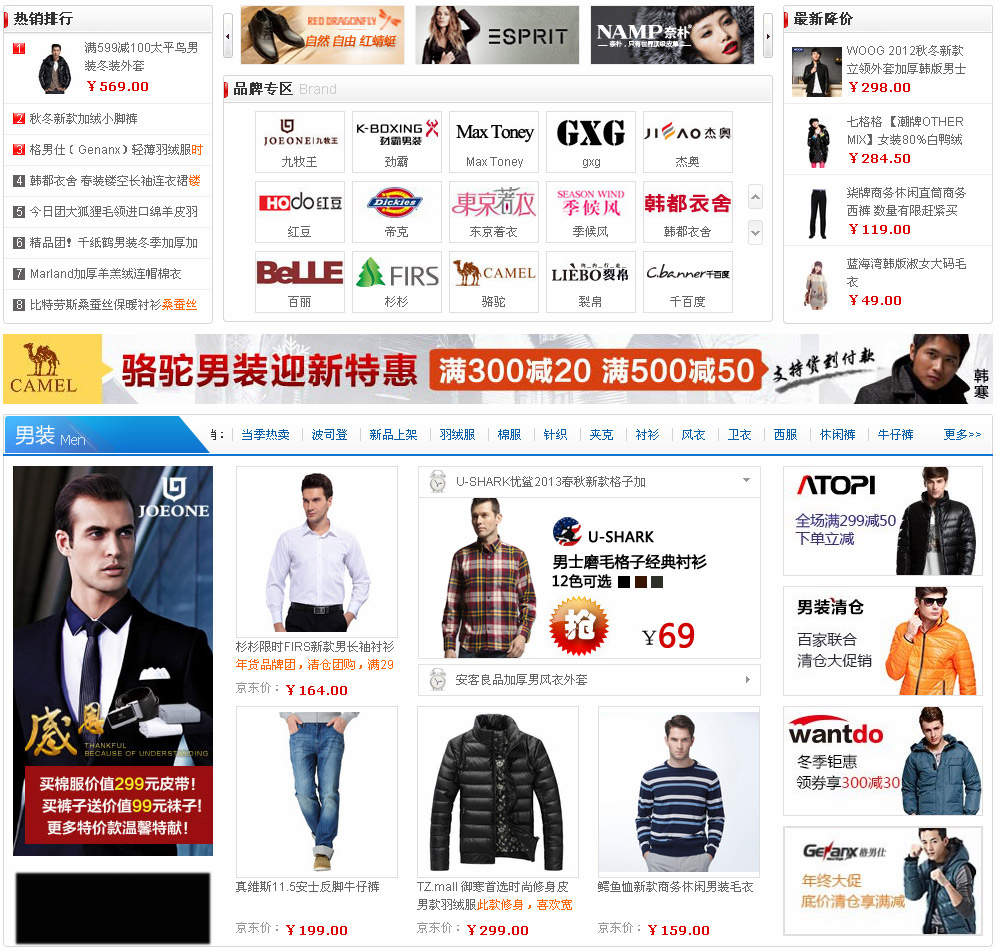 热销排行
1 满599减100太平鸟男
装冬装外套
￥569.00
2 秋冬新款加绒小脚裤
3 格男仕（Genanx）轻薄羽绒服时
4 韩都衣舍 春装镂空长袖连衣裙镂
5 今日团大狐狸毛领进口绵羊皮羽
6 精品团！千纸鹤男装冬季加厚加
7 Marland加厚羊羔绒连帽棉衣
8 比特劳斯桑蚕丝保暖衬衫桑蚕丝
RED DRAGONFLY
自然 自由 红蜻蜓
ESPRIT
NAMP奈朴
奈朴,只有世界顶级皮草
品牌专区 Brand
JOEONE九牧王
K-BOXING
劲霸男装
Max Toney
GXG
JIEAO杰奥
九牧王
劲霸
Max Toney
gxg
杰奥
HOdo红豆
Dickies
東京着衣
SEASON WIND
季候风
韩都衣舍
红豆
帝克
东京着衣
季候风
韩都衣舍
BeLLE
FIRS
CAMEL
内·外·行·走
LIEBO裂帛
C.banner千百度
百丽
杉杉
骆驼
裂帛
千百度
最新降价
WOOG 2012秋冬新款
立领外套加厚韩版男士
￥298.00
七格格【潮牌OTHER
MIX】女装80%白鸭绒
￥284.50
柒牌商务休闲直筒商务
西裤 数量有限赶紧买
￥119.00
蓝海湾韩版淑女大码毛
衣
￥49.00
CAMEL
骆驼男装迎新特惠 满300减20 满500减50 支持货到付款
韩寒
男装 Men
销： 当季热卖 波司登 新品上架 羽绒服 棉服 针织 夹克 衬衫 风衣 卫衣 西服 休闲裤 牛仔裤 更多>>
JOEONE
感恩
THANKFUL
BECAUSE OF UNDERSTANDING
买棉服价值299元皮带!
买裤子送价值99元袜子!
更多特价款温馨特献！
杉杉限时FIRS新款男长袖衬衫
年货品牌团，清仓团购，满29
京东价：￥164.00
U-SHARK优鲨2013春秋新款格子加
U-SHARK
男士磨毛格子经典衬衫
12色可选
抢
￥69
安客良品加厚男风衣外套
真维斯11.5安士反脚牛仔裤
京东价：￥199.00
TZ.mall 御寒首选时尚修身皮
男款羽绒服此款修身，喜欢宽
京东价：￥299.00
鳄鱼恤新款商务休闲男装毛衣
京东价：￥159.00
ATOPI
全场满299减50
下单立减
男装清仓
百家联合
清仓大促销
wantdo
冬季钜惠
领券享300减30
Genanx 格男仕
年终大促
底价清仓享满减